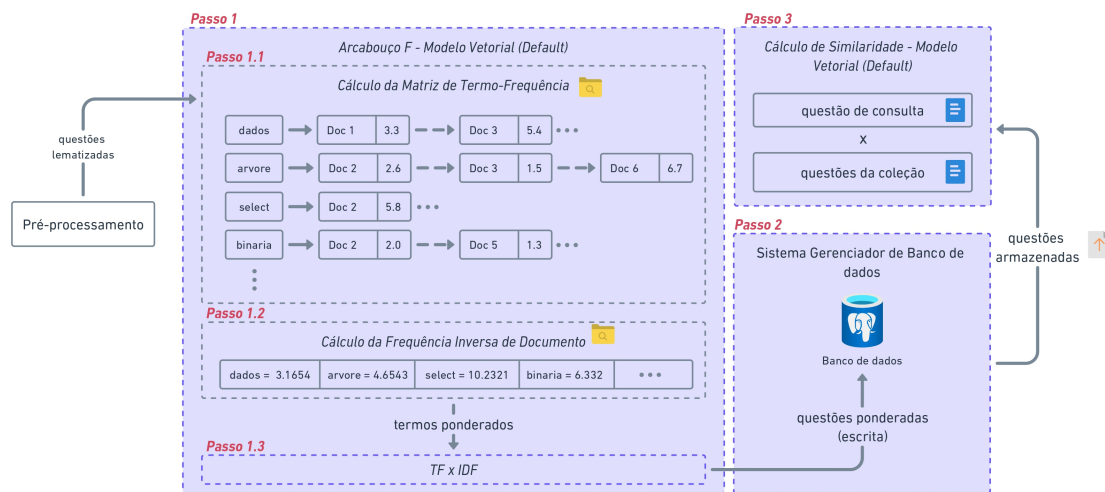 Pré-processamento
questões
lematizadas
Passo 1
Arcabouço F - Modelo Vetorial (Default)
Passo 1.1
Cálculo da Matriz de Termo-Frequência
dados Doc 1 3.3 Doc 3 5.4
arvore Doc 2 2.6 Doc 3 1.5 Doc 6 6.7
select Doc 2 5.8
binaria Doc 2 2.0 Doc 5 1.3
Passo 1.2
Cálculo da Frequência Inversa de Documento
dados = 3.1654 arvore = 4.6543 select = 10.2321 binaria = 6.332
termos ponderados
Passo 1.3
TF x IDF
Passo 2
Sistema Gerenciador de Banco de
dados
Banco de dados
questões ponderadas
(escrita)
questões
armazenadas
Passo 3
Cálculo de Similaridade - Modelo
Vetorial (Default)
questão de consulta
x
questões da coleção